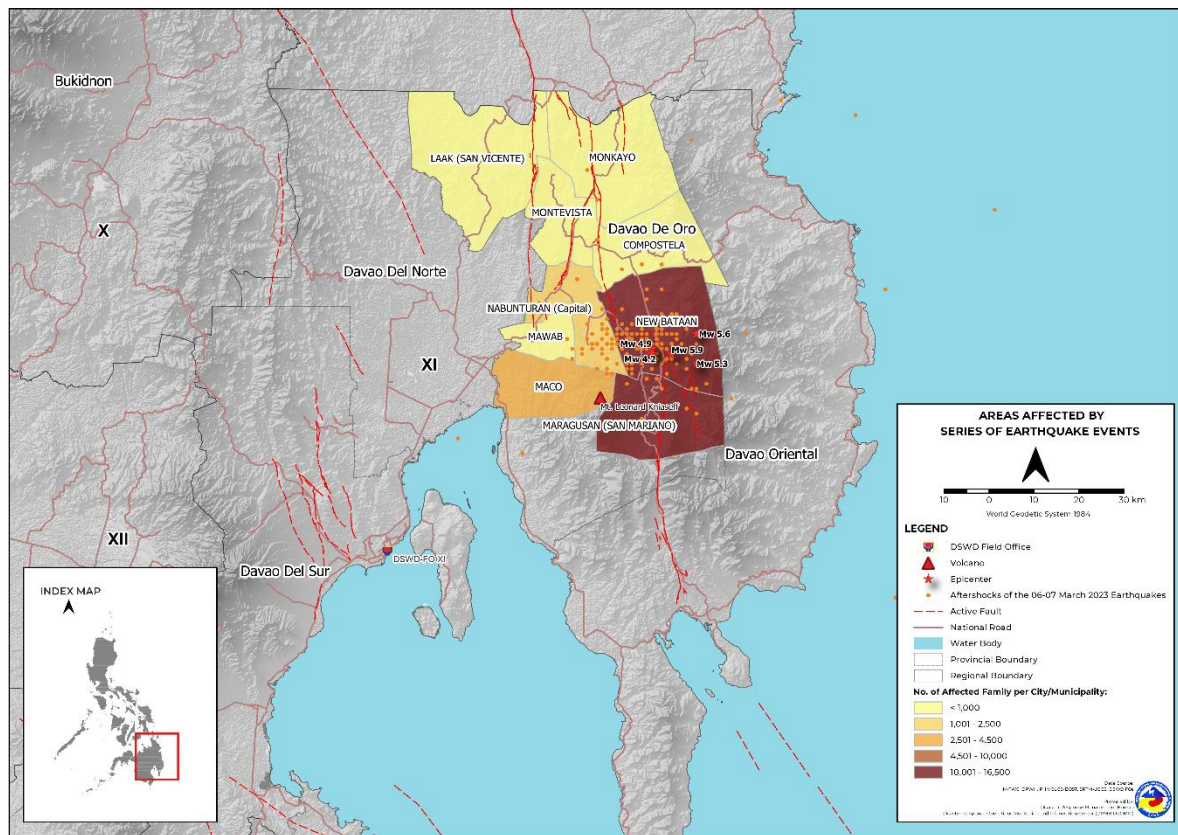 Bukidnon
LAAK (SAN VICENTE)
MONKAYO
MONTEVISTA
X
Davao De Oro
COMPOSTELA
Davao Del Norte
NABUNTURAN (Capital)
NEW BATAAN
MAWAB
Mw 5.6
Mw 4.9
Mw 5.9
Mw 4.2
Mw 5.3
XI
MACO
Mt. Leonard Kniaseff
MARAGUSAN (SAN MARIANO)
Davao Oriental
XII
DSWD-FO XI
Davao Del Sur
INDEX MAP
AREAS AFFECTED BY
SERIES OF EARTHQUAKE EVENTS
10 0 10 20 30 km
World Geodetic System 1984
LEGEND
DSWD Field Office
Volcano
Epicenter
Aftershocks of the 06-07 March 2023 Earthquakes
Active Fault
National Road
Water Body
Provincial Boundary
Regional Boundary
No. of Affected Family per City/Municipality:
< 1,000
1,001 - 2,500
2,501 - 4,500
4,501 - 10,000
10,001 - 16,500
Data Source:
Prepared by: